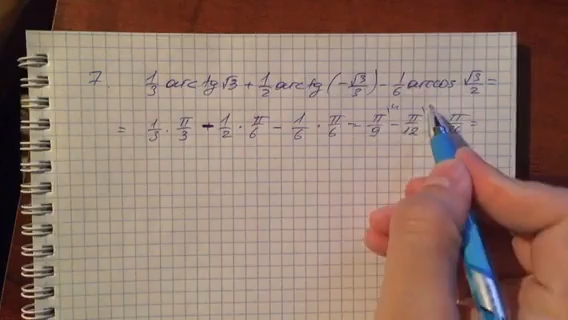 7. 1/3 arctg√3 + 1/2 arctg(-√3/3) - 1/6 arccos √3/2 =
= 1/3 · π/3 - 1/2 · π/6 - 1/6 · π/6 = π/9 - π/12 π =